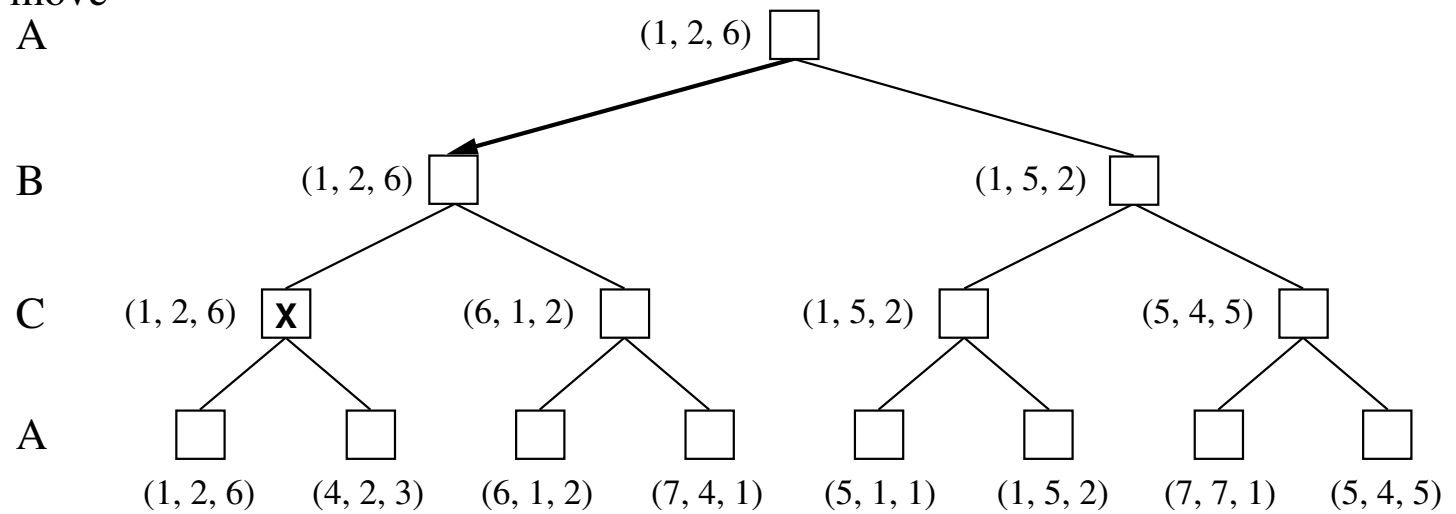 move
A (1, 2, 6)
B (1, 2, 6) (1, 5, 2)
C (1, 2, 6) X (6, 1, 2) (1, 5, 2) (5, 4, 5)
A
(1, 2, 6) (4, 2, 3) (6, 1, 2) (7, 4, 1) (5, 1, 1) (1, 5, 2) (7, 7, 1) (5, 4, 5)